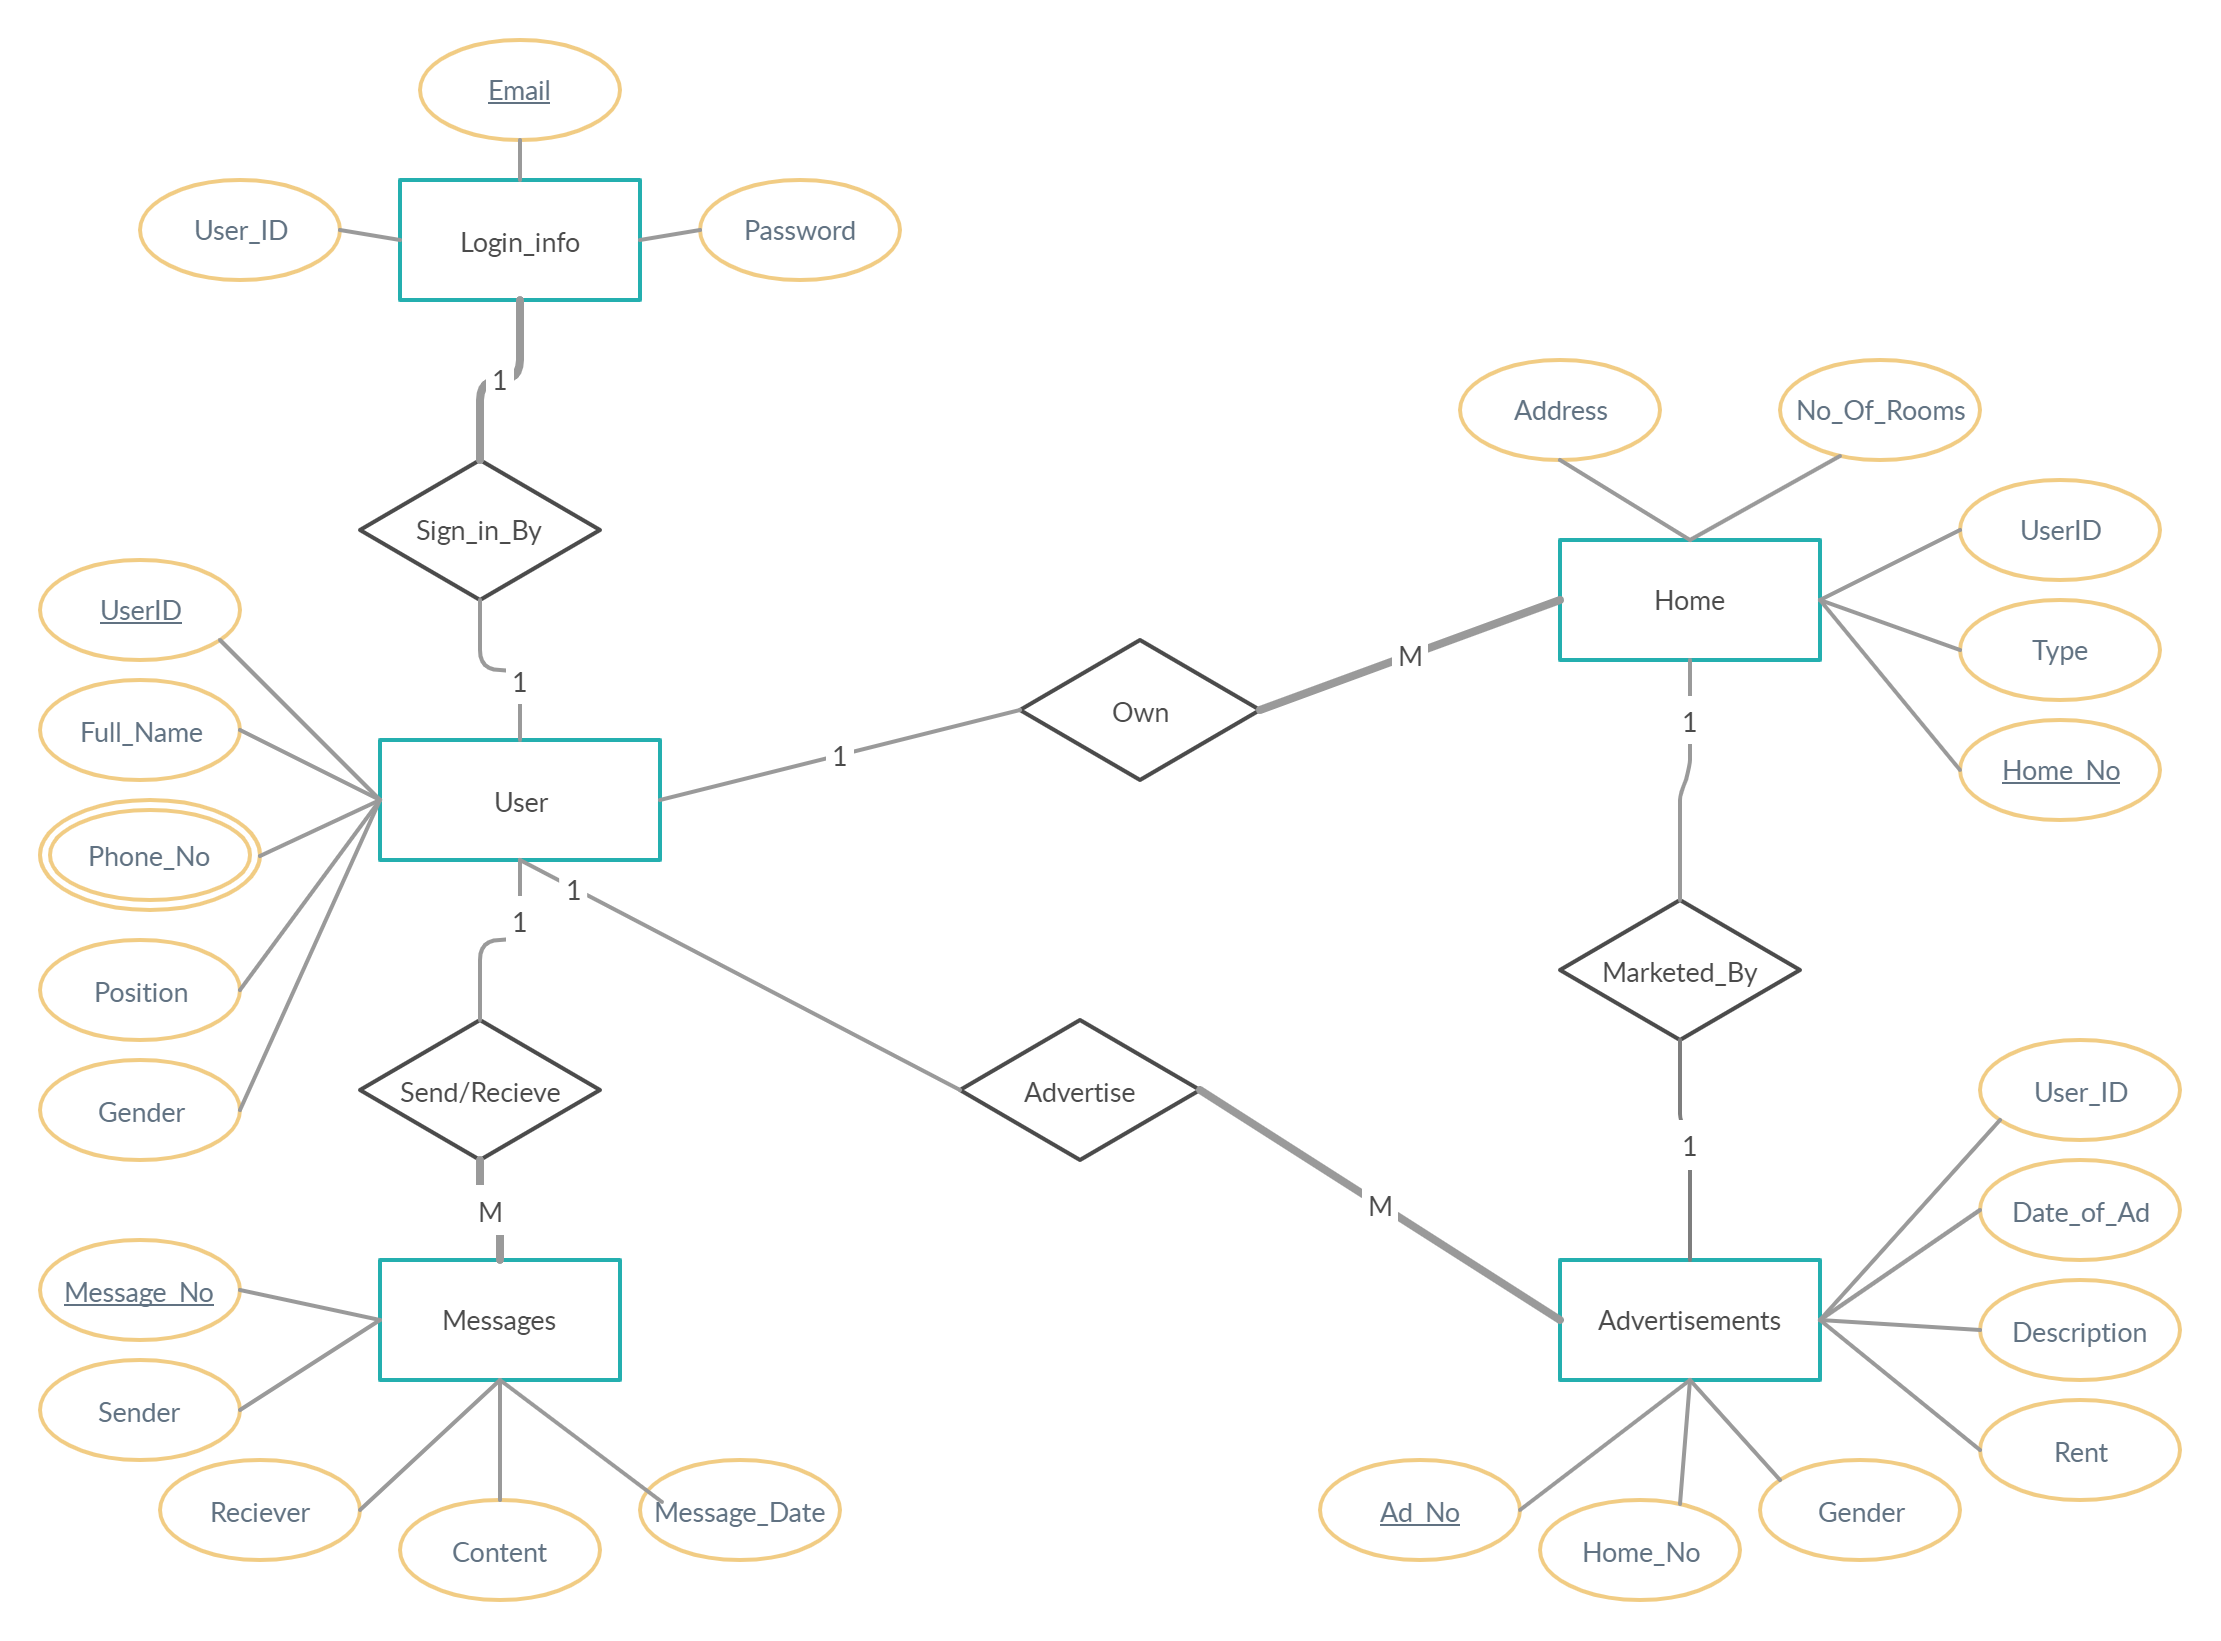 Email
User_ID
Login_info
Password
1
Sign_in_By
1
Address
No_Of_Rooms
UserID
Home
Type
Home_No
M
Own
1
1
UserID
Full_Name
User
Phone_No
Position
Gender
1
1
Send/Recieve
Advertise
Marketed_By
M
M
1
User_ID
Date_of_Ad
Description
Rent
Message_No
Messages
Advertisements
Sender
Reciever
Content
Message_Date
Ad_No
Home_No
Gender